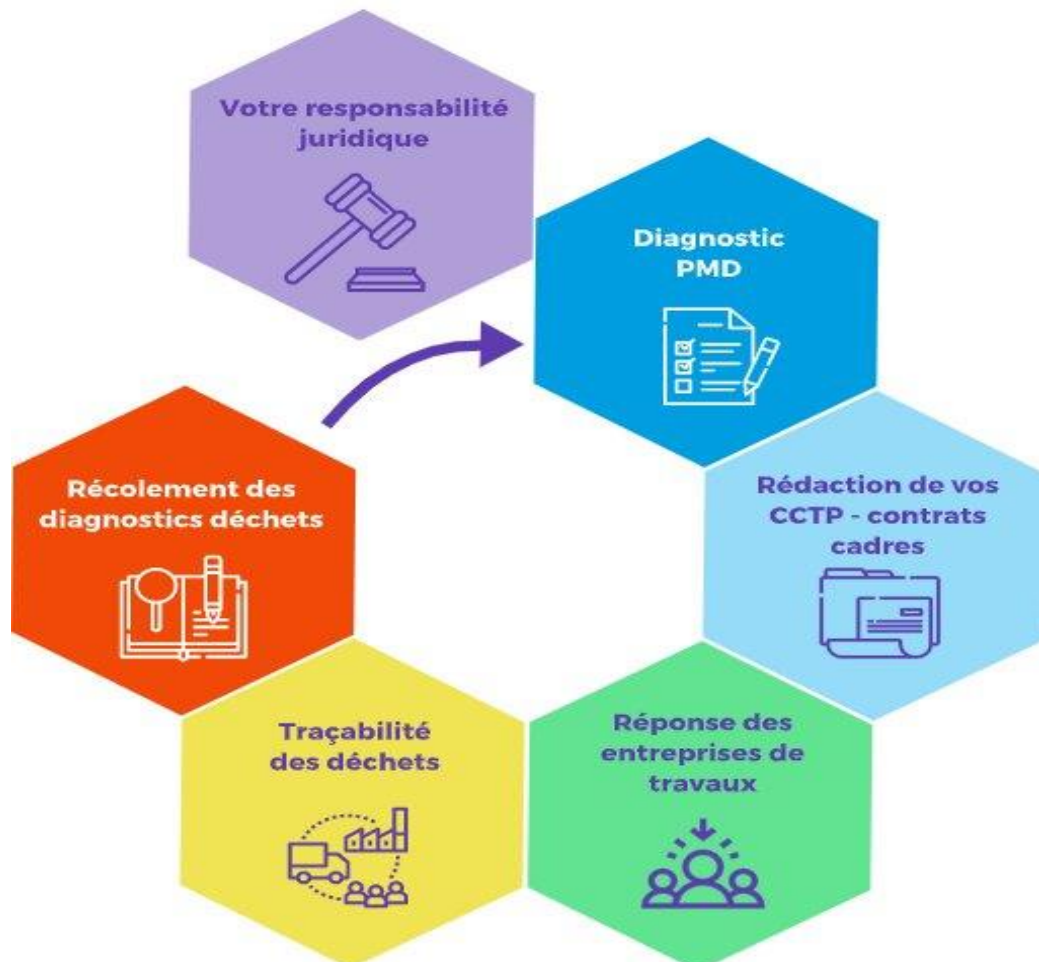 Votre responsabilité
juridique
Diagnostic
PMD
Rédaction de vos
CCTP - contrats
cadres
Réponse des
entreprises de
travaux
Traçabilité
des déchets
Récolement des
diagnostics déchets